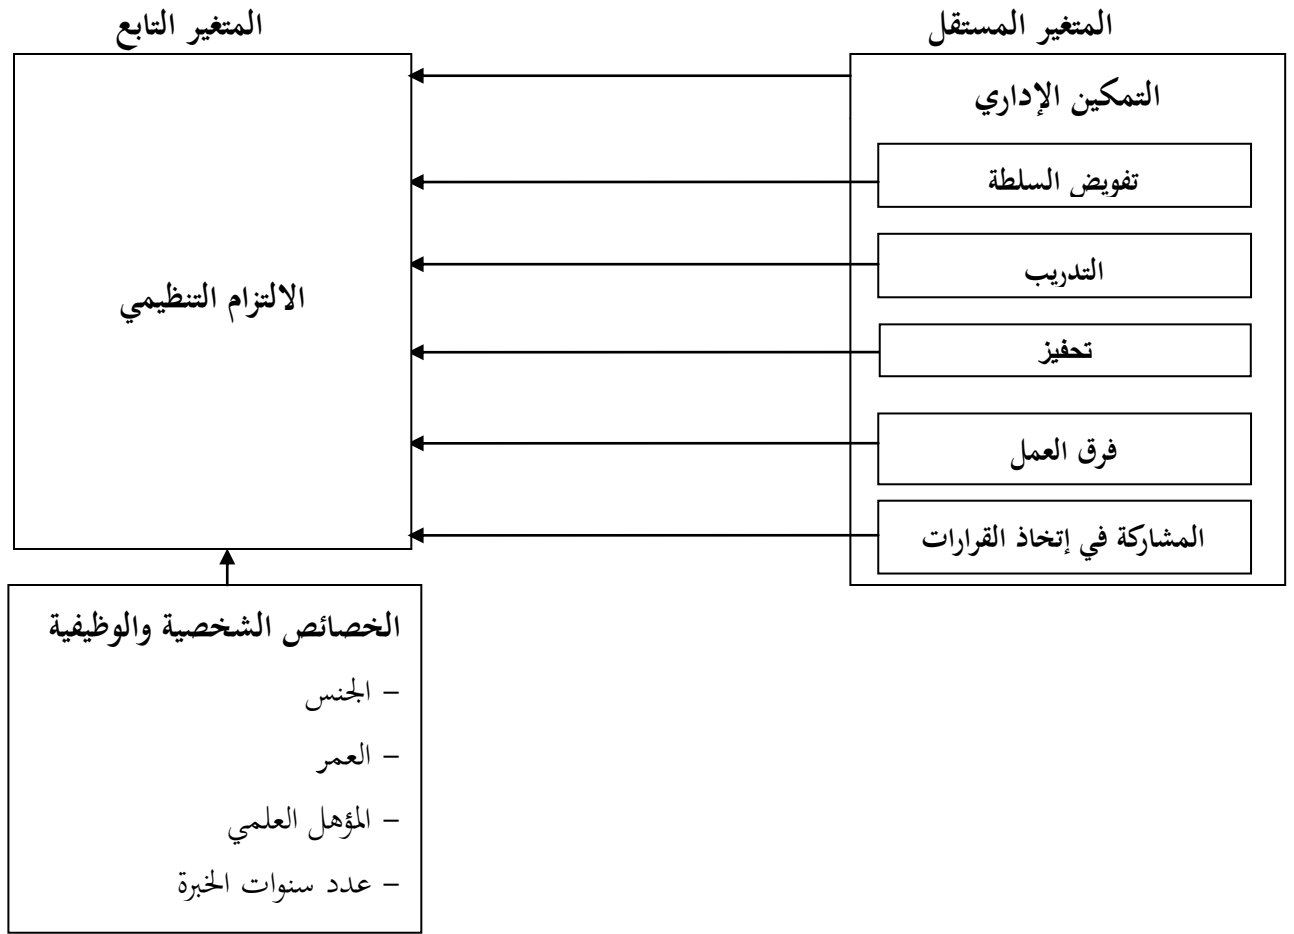 المتغير المستقل
المتغير التابع
التمكين الإداري
تفويض السلطة
التدريب
تحفيز
فرق العمل
المشاركة في إتخاذ القرارات
الالتزام التنظيمي
الخصائص الشخصية والوظيفية
– الجنس
– العمر
– المؤهل العلمي
– عدد سنوات الخبرة